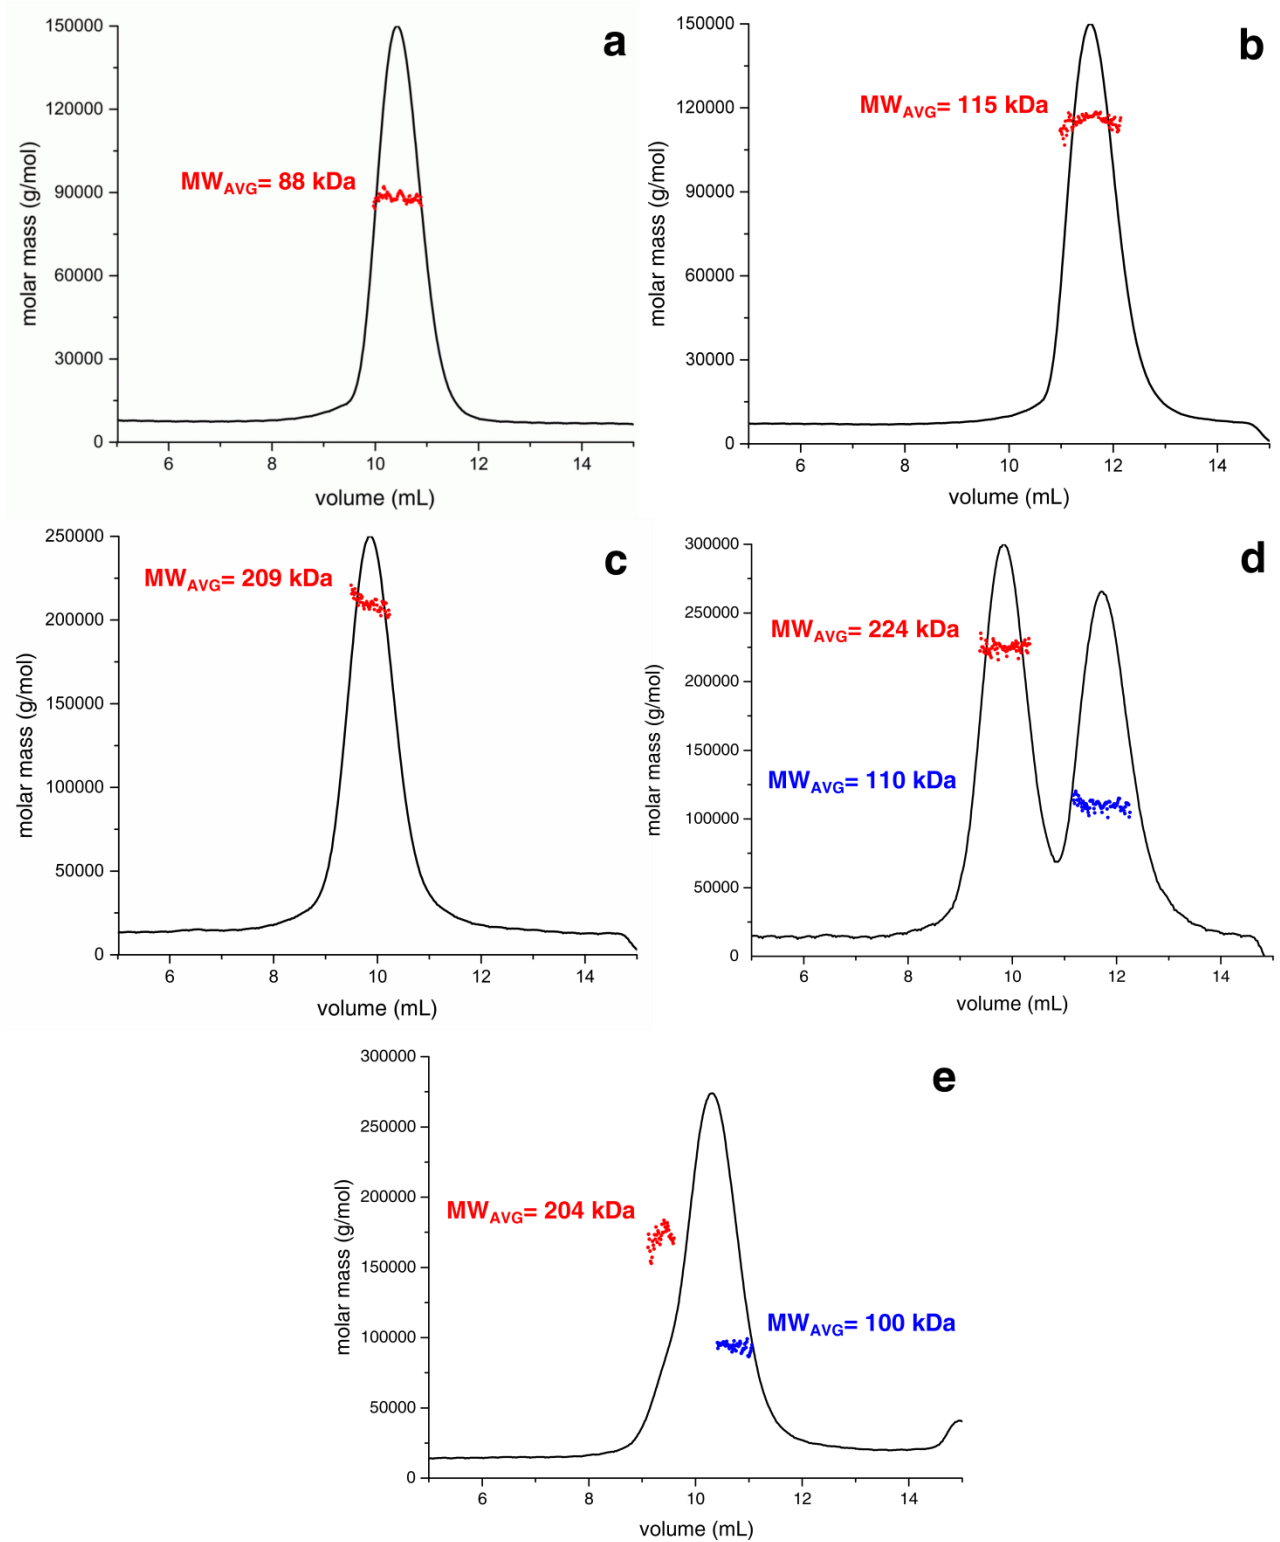 a
150000
120000
90000
60000
30000
0
molar mass (g/mol)
MWAVG= 88 kDa
6 8 10 12 14
volume (mL)
b
150000
120000
90000
60000
30000
0
molar mass (g/mol)
MWAVG= 115 kDa
6 8 10 12 14
volume (mL)
c
250000
200000
150000
100000
50000
0
molar mass (g/mol)
MWAVG= 209 kDa
6 8 10 12 14
volume (mL)
d
300000
250000
200000
150000
100000
50000
0
molar mass (g/mol)
MWAVG= 224 kDa
MWAVG= 110 kDa
6 8 10 12 14
volume (mL)
e
300000
250000
200000
150000
100000
50000
0
molar mass (g/mol)
MWAVG= 204 kDa
MWAVG= 100 kDa
6 8 10 12 14
volume (mL)